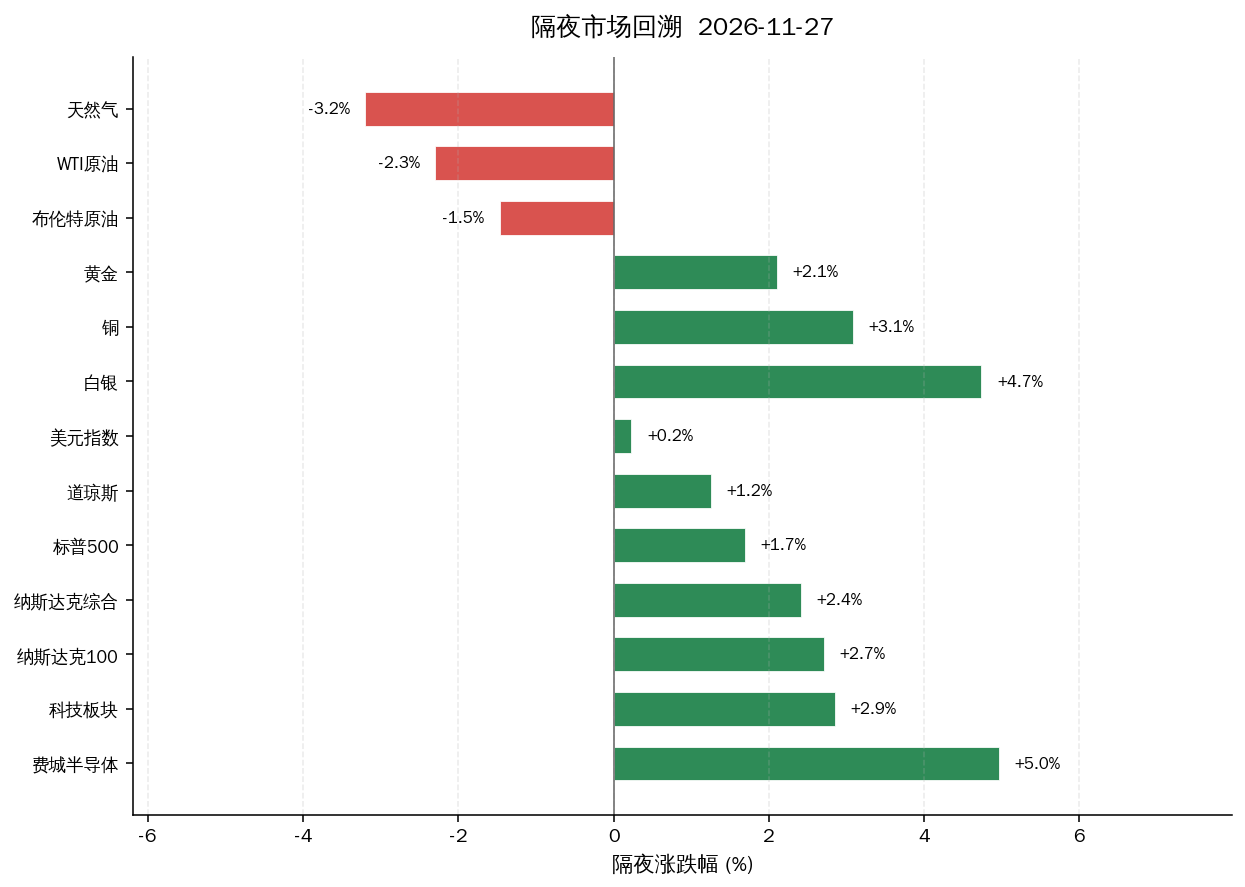 隔夜市场回溯 2026-11-27
天然气 -3.2%
WTI原油 -2.3%
布伦特原油 -1.5%
黄金 +2.1%
铜 +3.1%
白银 +4.7%
美元指数 +0.2%
道琼斯 +1.2%
标普500 +1.7%
纳斯达克综合 +2.4%
纳斯达克100 +2.7%
科技板块 +2.9%
费城半导体 +5.0%
-6 -4 -2 0 2 4 6
隔夜涨跌幅 (%)